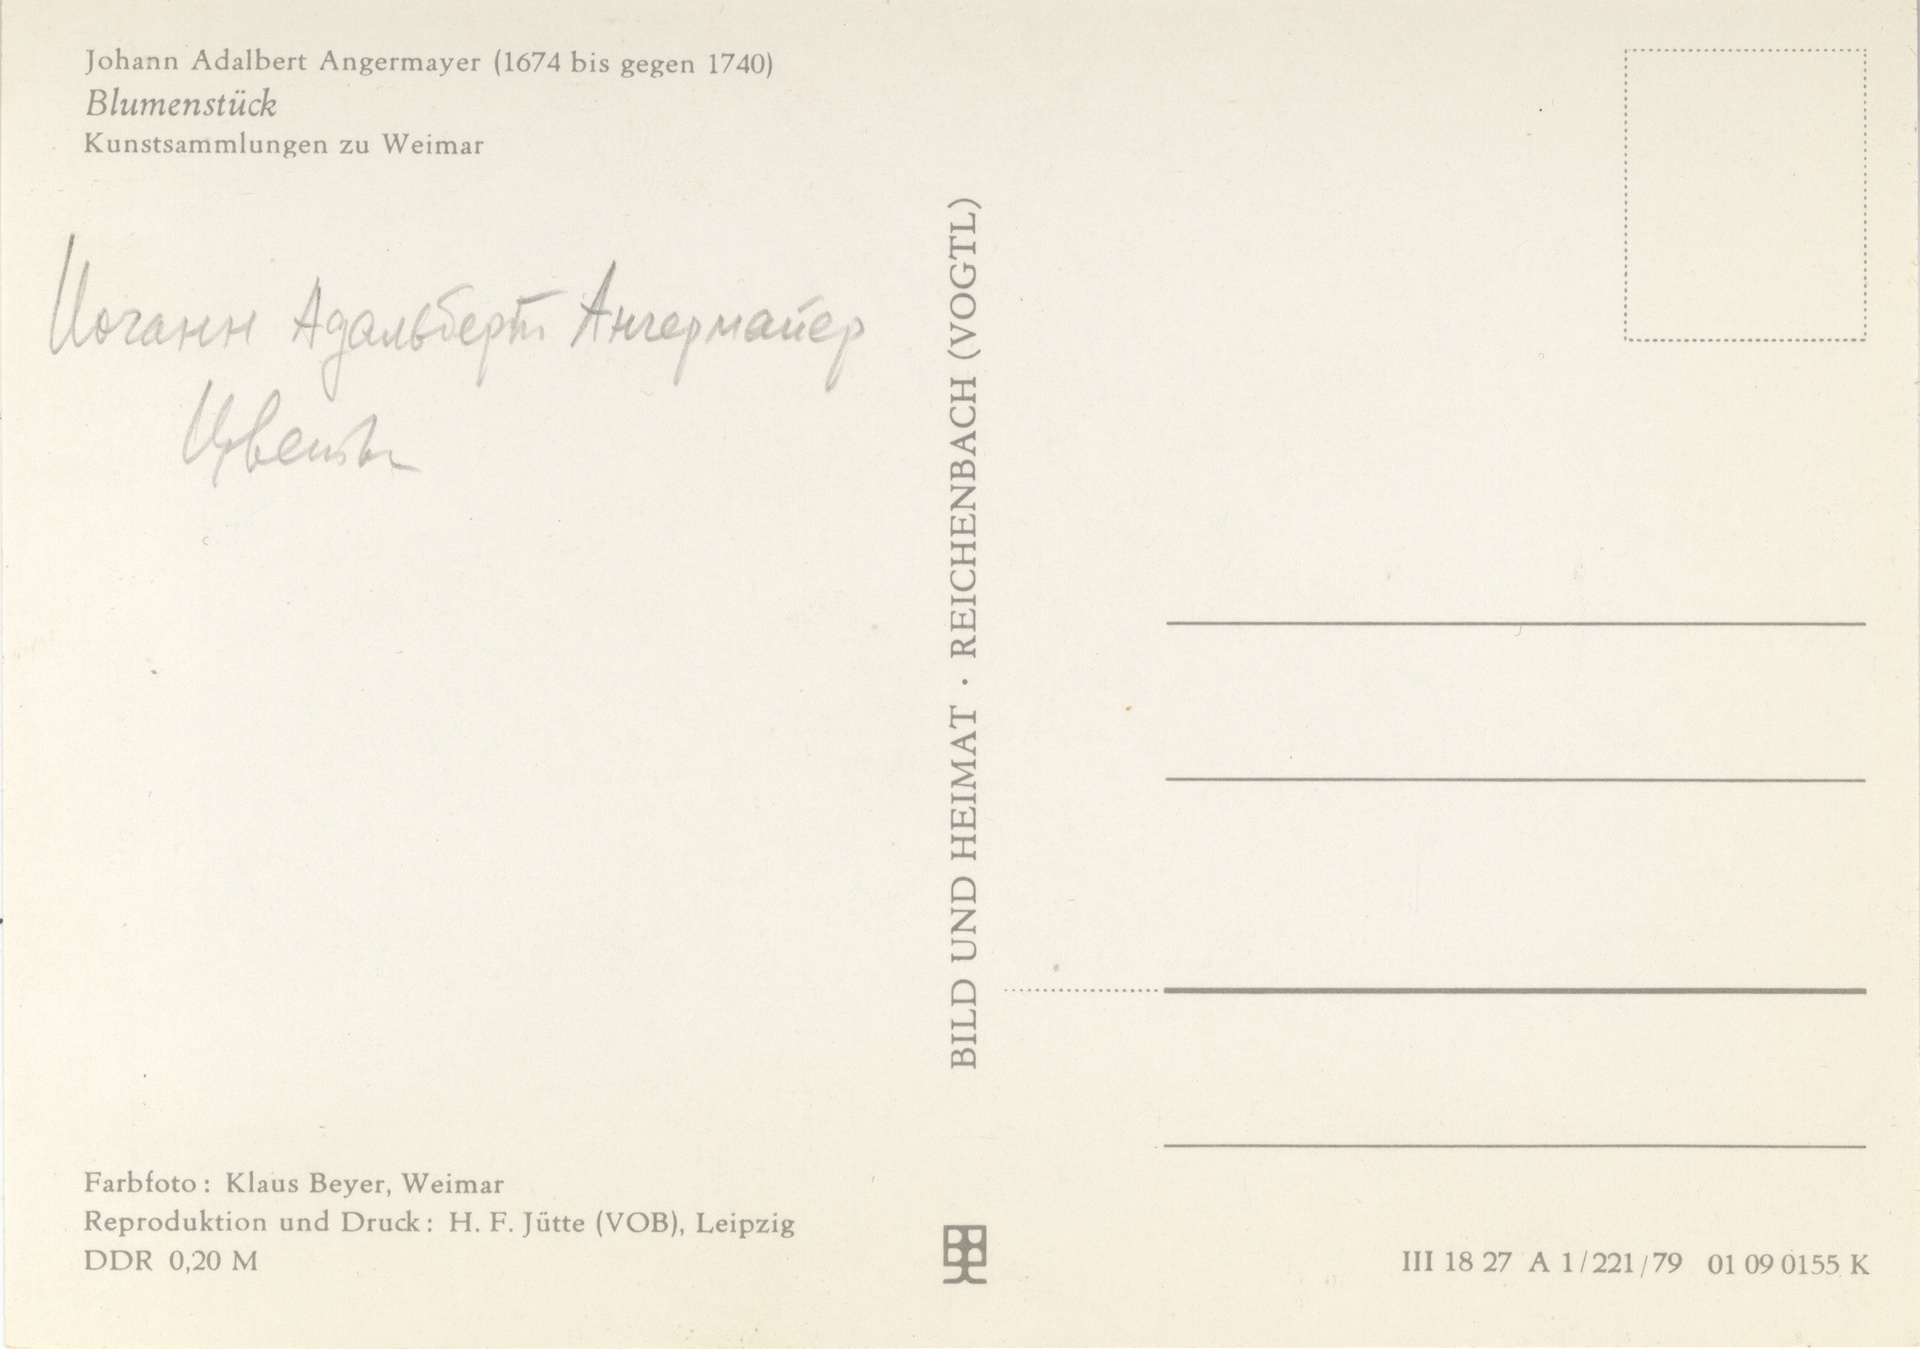 Johann Adalbert Angermayer (1674 bis gegen 1740)
Blumenstück
Kunstsammlungen zu Weimar
Иоганн Адальберт Ангермайер
Цветы
BILD UND HEIMAT · REICHENBACH (VOGTL)
Farbfoto: Klaus Beyer, Weimar
Reproduktion und Druck: H. F. Jütte (VOB), Leipzig
DDR 0,20 M
III 18 27 A 1/221/79 01 09 0155 K